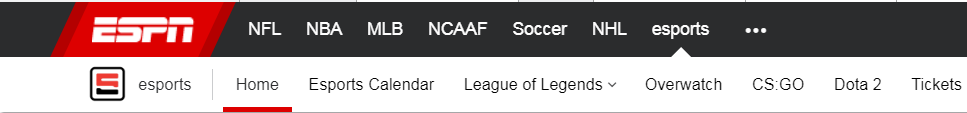 ESPN NFL NBA MLB NCAAF Soccer NHL esports •••
esports Home Esports Calendar League of Legends Overwatch CS:GO Dota 2 Tickets